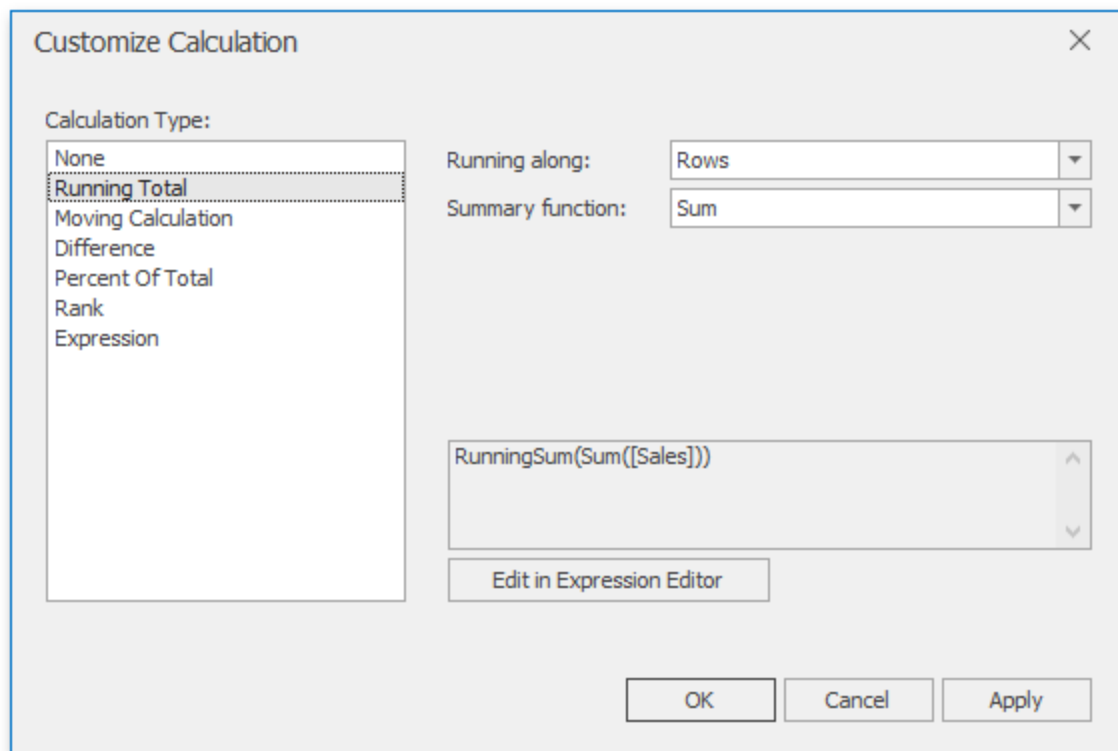 Customize Calculation
Calculation Type:
None
Running Total
Moving Calculation
Difference
Percent Of Total
Rank
Expression
Running along:
Rows
Summary function:
Sum
RunningSum(Sum([Sales]))
Edit in Expression Editor
OK
Cancel
Apply